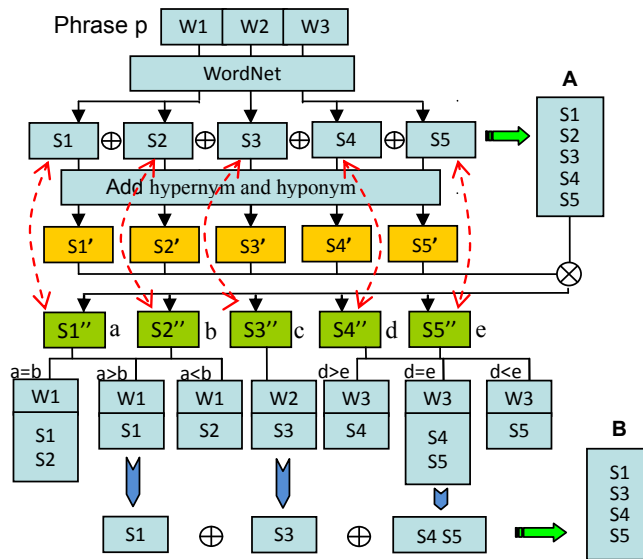 Phrase p W1 W2 W3
WordNet
A
S1 ⊕ S2 ⊕ S3 ⊕ S4 ⊕ S5
S1
S2
S3
S4
S5
Add hypernym and hyponym
S1' S2' S3' S4' S5'
S1'' a S2'' b S3'' c S4'' d S5'' e
a=b a>b a<b d>e d=e d<e
W1 W1 W1 W2 W3 W3 W3
S1
S2
S1
S2
S3
S4
S4
S5
S5
B
S1
S3
S4
S5
S1 ⊕ S3 ⊕ S4 S5